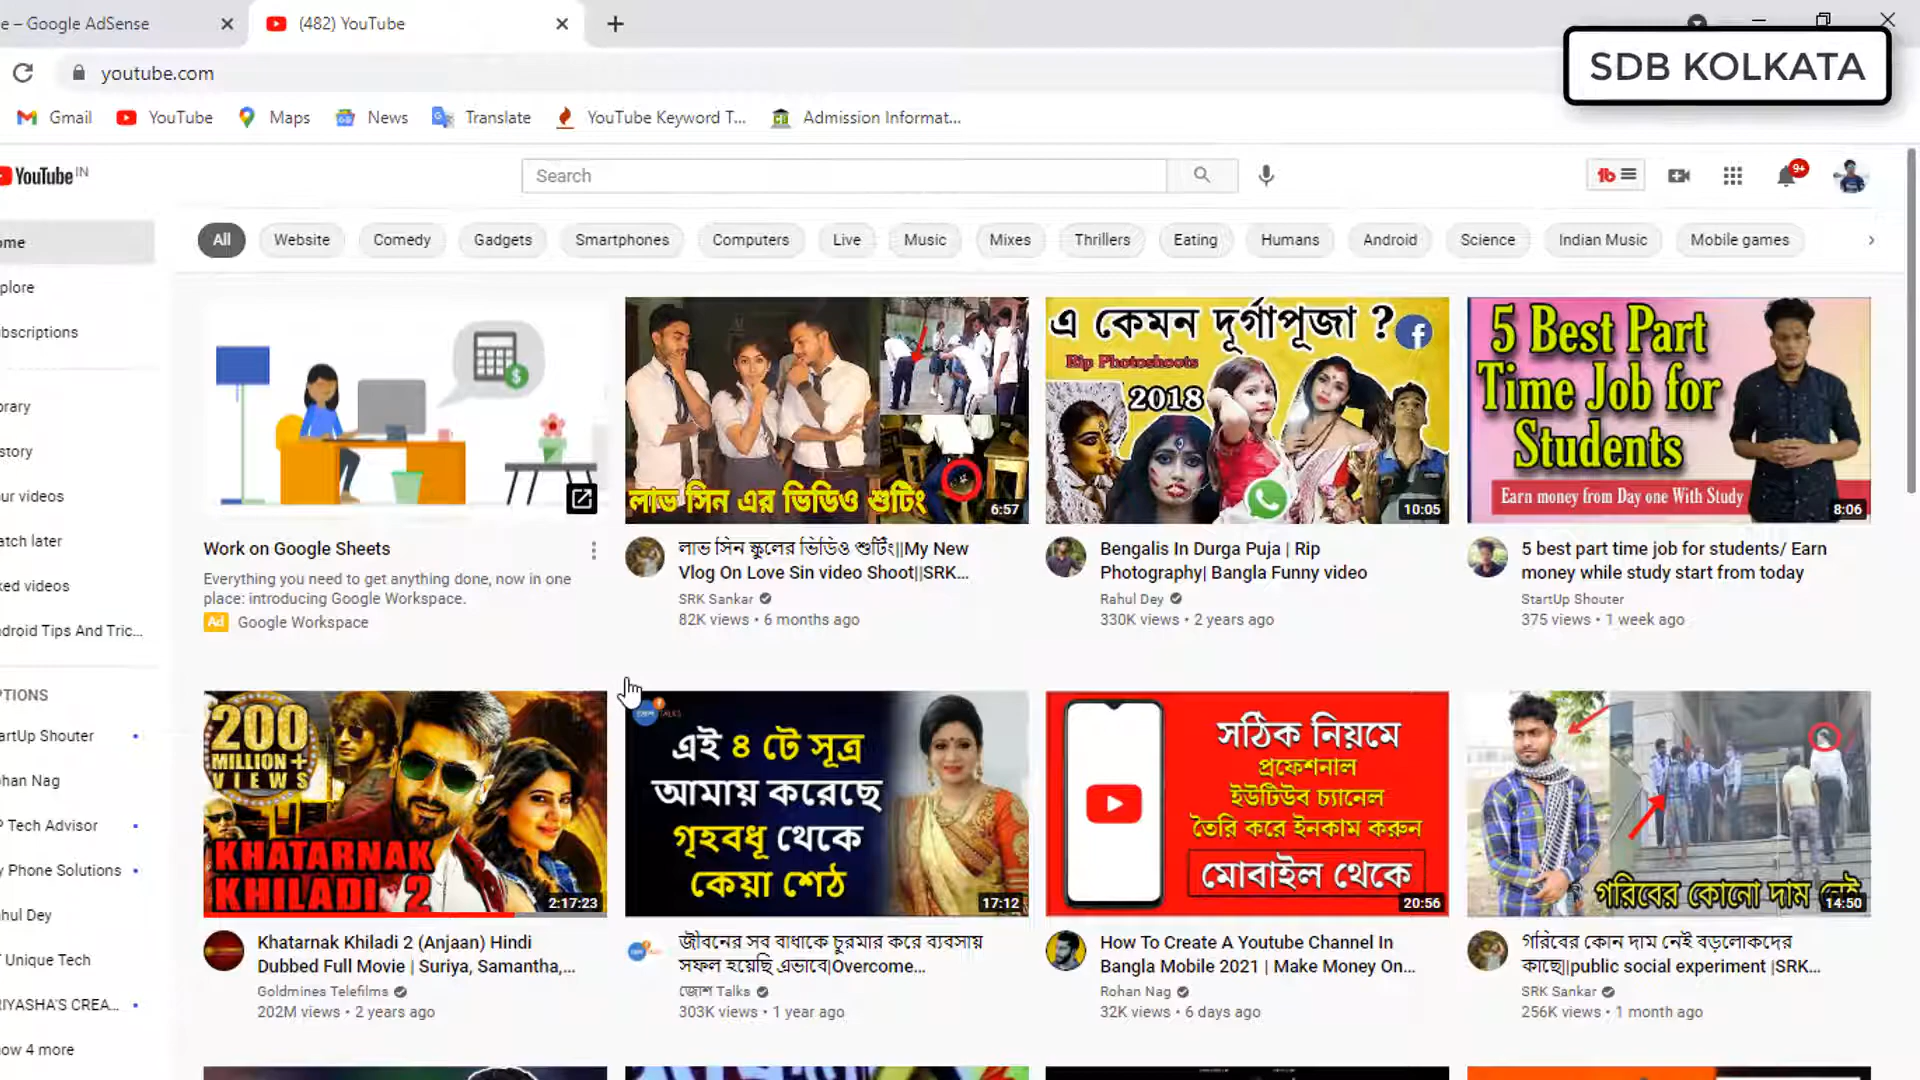 e – Google AdSense
(482) YouTube
SDB KOLKATA
youtube.com
Gmail
YouTube
Maps
News
Translate
YouTube Keyword T...
Admission Informat...
YouTube IN
Search
9+
All
Website
Comedy
Gadgets
Smartphones
Computers
Live
Music
Mixes
Thrillers
Eating
Humans
Android
Science
Indian Music
Mobile games
ome
plore
bscriptions
orary
story
ur videos
atch later
ked videos
droid Tips And Tric...
PTIONS
artUp Shouter
ohan Nag
P Tech Advisor
y Phone Solutions
hul Dey
Unique Tech
RIYASHA'S CREA...
ow 4 more
Work on Google Sheets
Everything you need to get anything done, now in one
place: introducing Google Workspace.
Ad Google Workspace
লাভ সিন এর ভিডিও শুটিং
6:57
লাভ সিন স্কুলের ভিডিও শুটিং||My New
Vlog On Love Sin video Shoot||SRK...
SRK Sankar
82K views • 6 months ago
এ কেমন দূর্গাপূজা ?
Rip Photoshoots
2018
10:05
Bengalis In Durga Puja | Rip
Photography| Bangla Funny video
Rahul Dey
330K views • 2 years ago
5 Best Part
Time Job for
Students
Earn money from Day one With Study
8:06
5 best part time job for students/ Earn
money while study start from today
StartUp Shouter
375 views • 1 week ago
200
MILLION+
VIEWS
KHATARNAK
KHILADI 2
2:17:23
Khatarnak Khiladi 2 (Anjaan) Hindi
Dubbed Full Movie | Suriya, Samantha,...
Goldmines Telefilms
202M views • 2 years ago
এই ৪ টে সূত্র
আমায় করেছে
গৃহবধূ থেকে
কেয়া শেঠ
17:12
জীবনের সব বাধাকে চুরমার করে ব্যবসায়
সফল হয়েছি এভাবে|Overcome...
জোশ Talks
303K views • 1 year ago
সঠিক নিয়মে
প্রফেশনাল
ইউটিউব চ্যানেল
তৈরি করে ইনকাম করুন
মোবাইল থেকে
20:56
How To Create A Youtube Channel In
Bangla Mobile 2021 | Make Money On...
Rohan Nag
32K views • 6 days ago
গরিবের কোনো দাম নেই
14:50
গরিবের কোন দাম নেই বড়লোকদের
কাছে||public social experiment |SRK...
SRK Sankar
256K views • 1 month ago